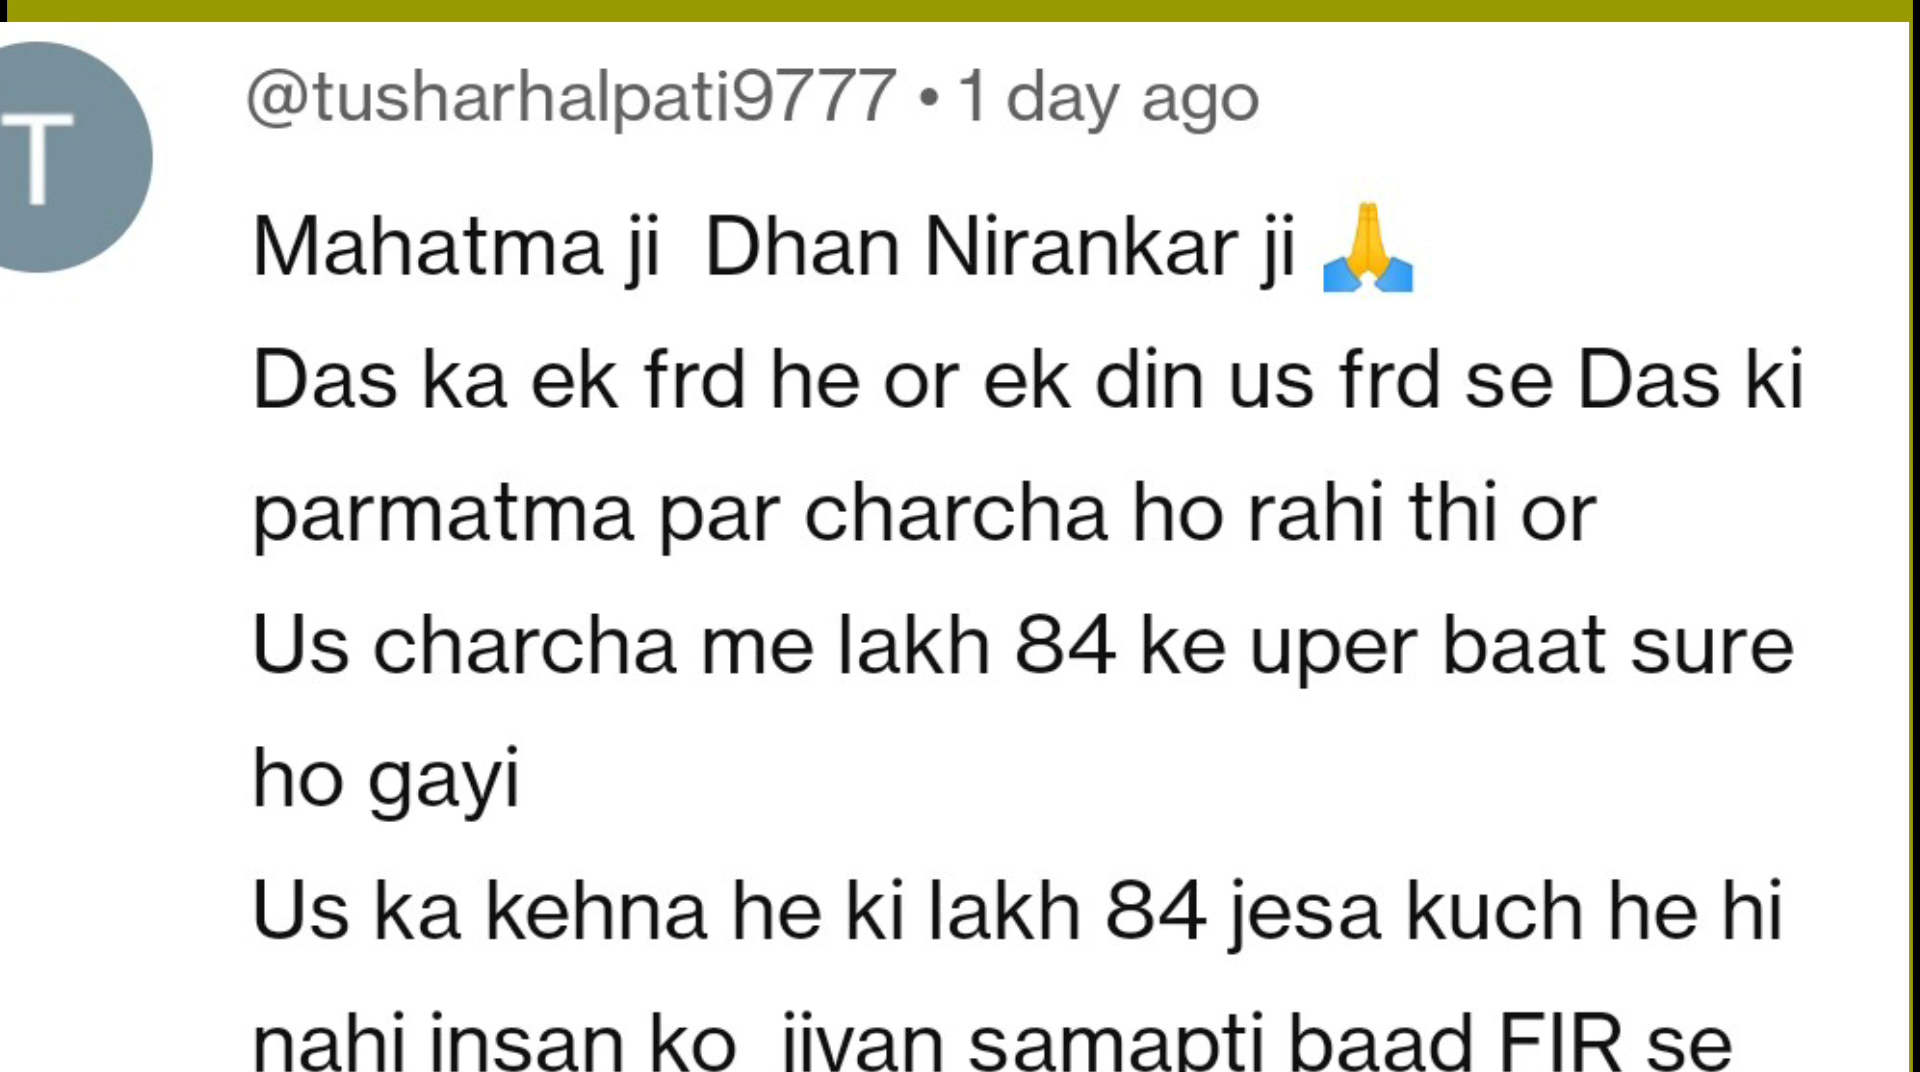 T
@tusharhalpati9777 • 1 day ago
Mahatma ji  Dhan Nirankar ji 🙏
Das ka ek frd he or ek din us frd se Das ki
parmatma par charcha ho rahi thi or
Us charcha me lakh 84 ke uper baat sure
ho gayi
Us ka kehna he ki lakh 84 jesa kuch he hi
nahi insan ko  jivan samapti baad FIR se